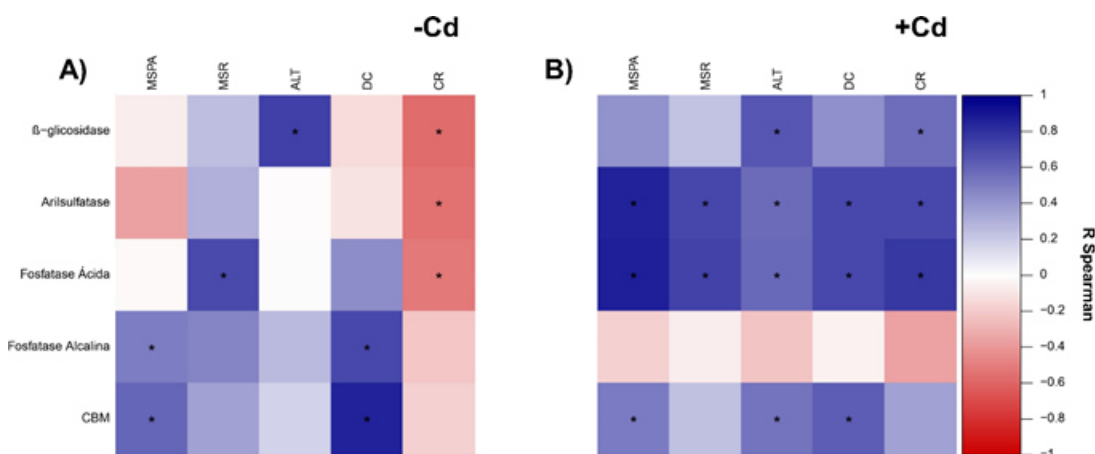 -Cd
+Cd
A)
MSPA
MSR
ALT
DC
CR
B)
MSPA
MSR
ALT
DC
CR
ß-glicosidase
Arilsulfatase
Fosfatase Ácida
Fosfatase Alcalina
CBM
* *
*
* *
* *
* *
* *
* * * * *
* * * * *
* * *
1
0.8
0.6
0.4
0.2
0
-0.2
-0.4
-0.6
-0.8
-1
R Spearman